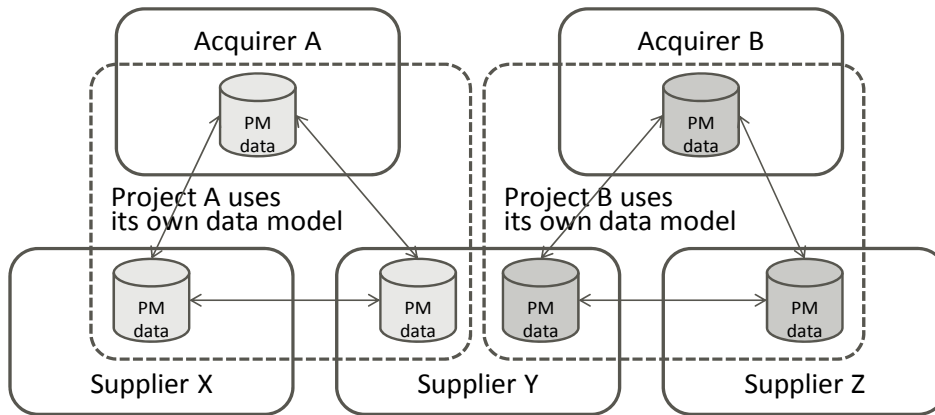 Acquirer A
Acquirer B
PM
data
PM
data
Project A uses
its own data model
Project B uses
its own data model
PM
data
PM
data
PM
data
PM
data
Supplier X
Supplier Y
Supplier Z